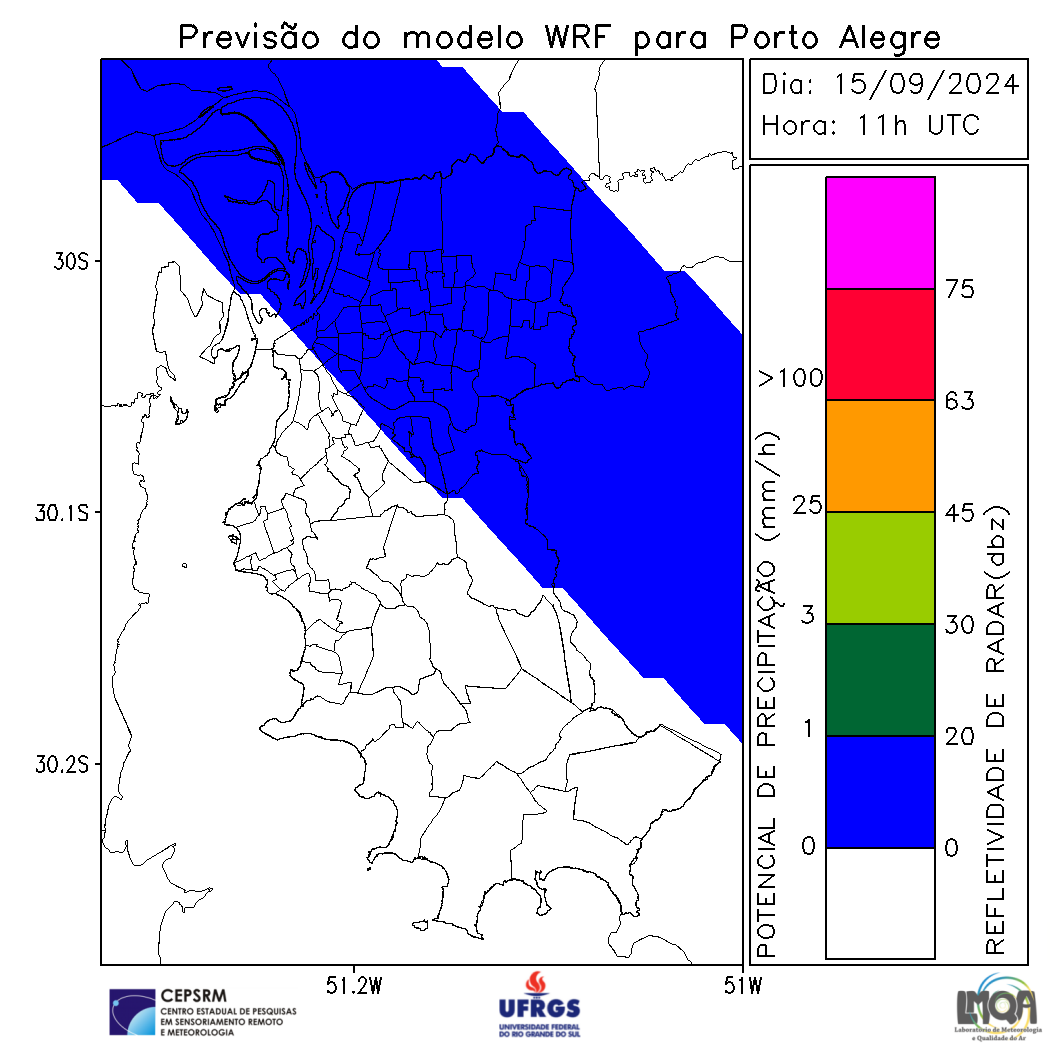 Previsão do modelo WRF para Porto Alegre
Dia: 15/09/2024
Hora: 11h UTC
30S
30.1S
30.2S
51.2W
51W
POTENCIAL DE PRECIPITAÇÃO (mm/h)
>100
25
3
1
0
75
63
45
30
20
0
REFLETIVIDADE DE RADAR(dbz)
CEPSRM
CENTRO ESTADUAL DE PESQUISAS
EM SENSORIAMENTO REMOTO
E METEOROLOGIA
UFRGS
UNIVERSIDADE FEDERAL
DO RIO GRANDE DO SUL
LMQA
Laboratório de Meteorologia
e Qualidade do Ar